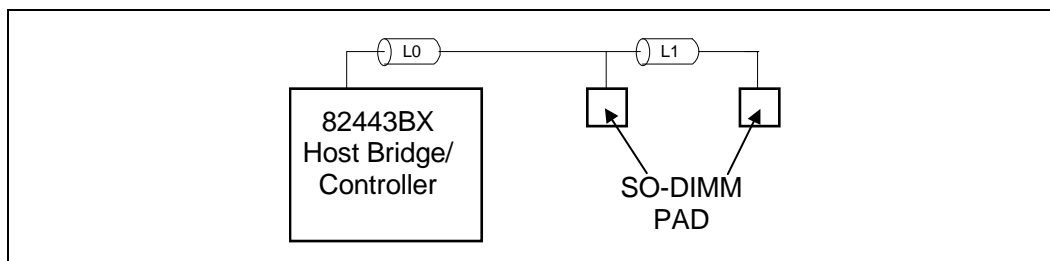 L0
L1
82443BX
Host Bridge/
Controller
SO-DIMM
PAD